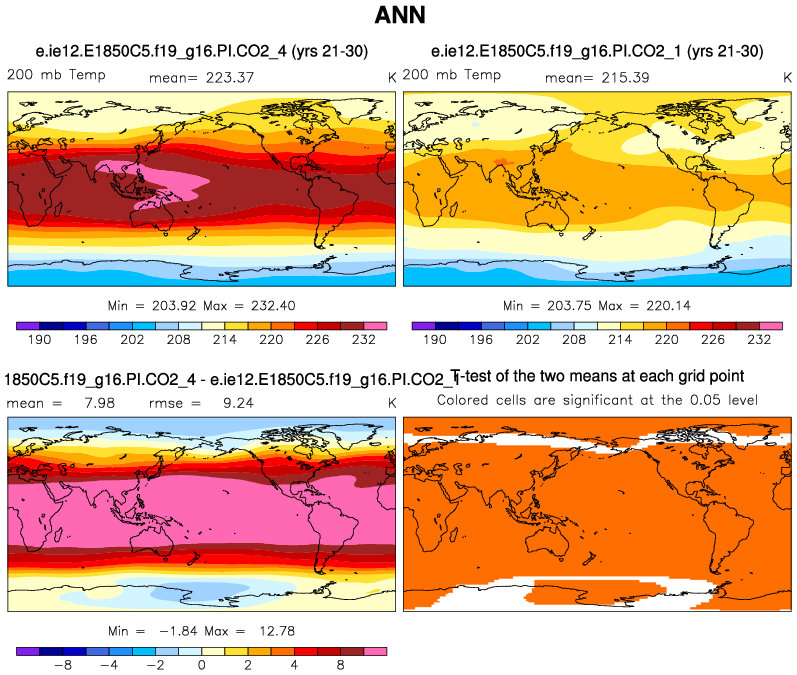 ANN
e.ie12.E1850C5.f19_g16.PI.CO2_4 (yrs 21-30)
200 mb Temp mean= 223.37 K
Min = 203.92 Max = 232.40
190 196 202 208 214 220 226 232
e.ie12.E1850C5.f19_g16.PI.CO2_1 (yrs 21-30)
200 mb Temp mean= 215.39 K
Min = 203.75 Max = 220.14
190 196 202 208 214 220 226 232
1850C5.f19_g16.PI.CO2_4 - e.ie12.E1850C5.f19_g16.PI.CO2_
mean = 7.98 rmse = 9.24 K
Min = -1.84 Max = 12.78
-8 -4 -2 0 2 4 8
T-test of the two means at each grid point
Colored cells are significant at the 0.05 level